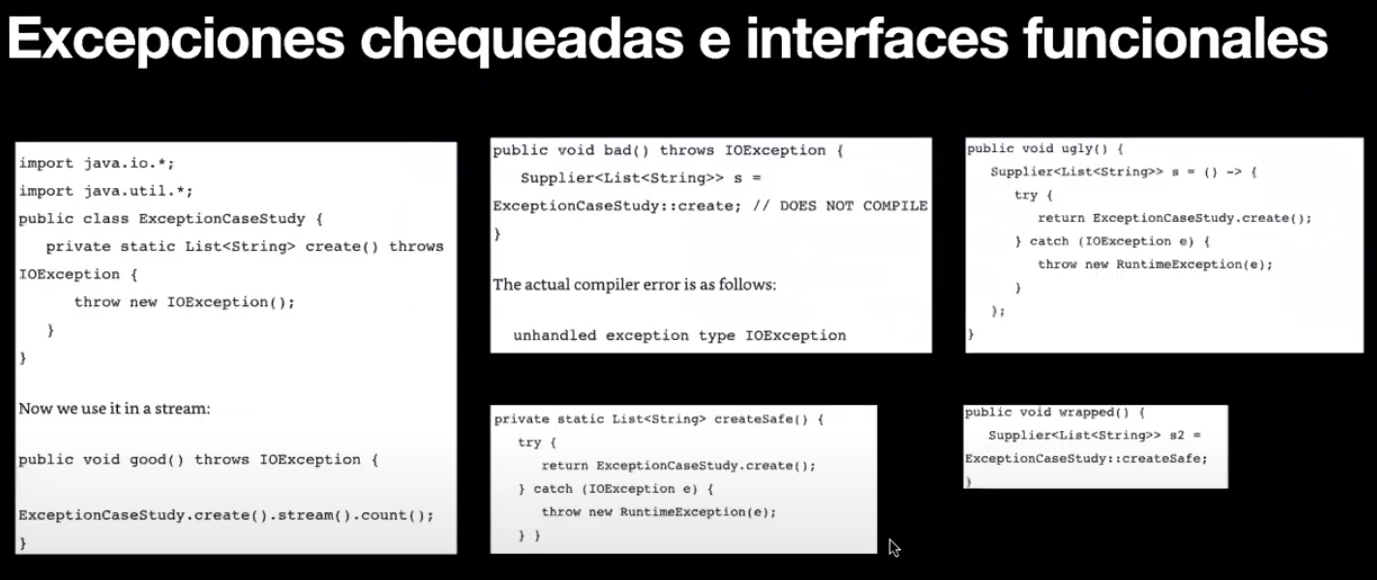 Excepciones chequeadas e interfaces funcionales
import java.io.*;
import java.util.*;
public class ExceptionCaseStudy {
private static List<String> create() throws
IOException {
throw new IOException();
}
}
Now we use it in a stream:
public void good() throws IOException {
ExceptionCaseStudy.create().stream().count();
}
public void bad() throws IOException {
Supplier<List<String>> s =
ExceptionCaseStudy::create; // DOES NOT COMPILE
}
The actual compiler error is as follows:
unhandled exception type IOException
public void ugly() {
Supplier<List<String>> s = () -> {
try {
return ExceptionCaseStudy.create();
} catch (IOException e) {
throw new RuntimeException(e);
}
};
}
private static List<String> createSafe() {
try {
return ExceptionCaseStudy.create();
} catch (IOException e) {
throw new RuntimeException(e);
} }
public void wrapped() {
Supplier<List<String>> s2 =
ExceptionCaseStudy::createSafe;
}